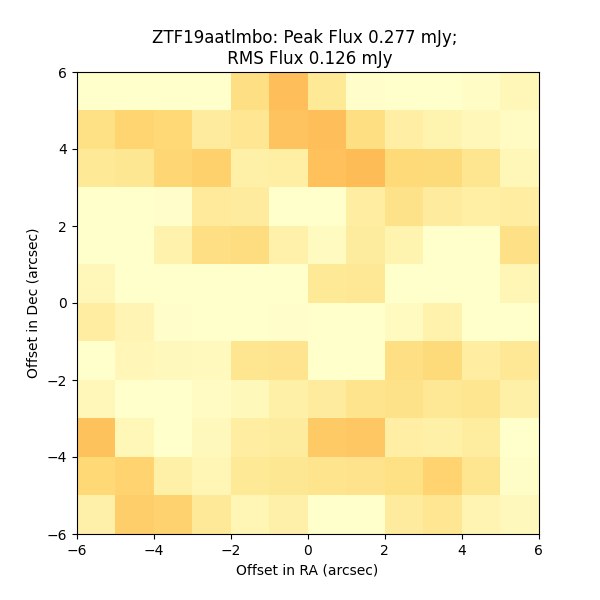 ZTF19aatlmbo: Peak Flux 0.277 mJy;
RMS Flux 0.126 mJy
6
4
2
0
−2
−4
−6
Offset in Dec (arcsec)
−6 −4 −2 0 2 4 6
Offset in RA (arcsec)